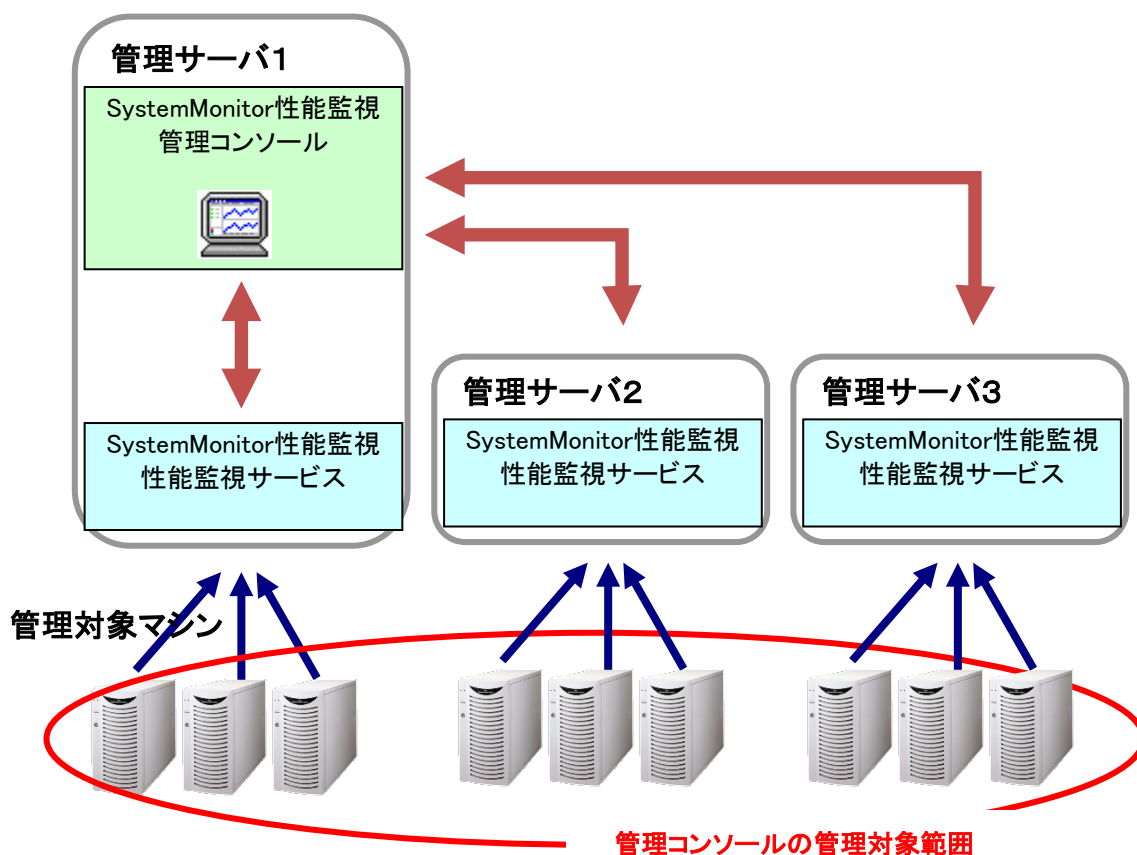 管理サーバ1
SystemMonitor性能監視
管理コンソール
SystemMonitor性能監視
性能監視サービス
管理サーバ2
SystemMonitor性能監視
性能監視サービス
管理サーバ3
SystemMonitor性能監視
性能監視サービス
管理対象マシン
管理コンソールの管理対象範囲